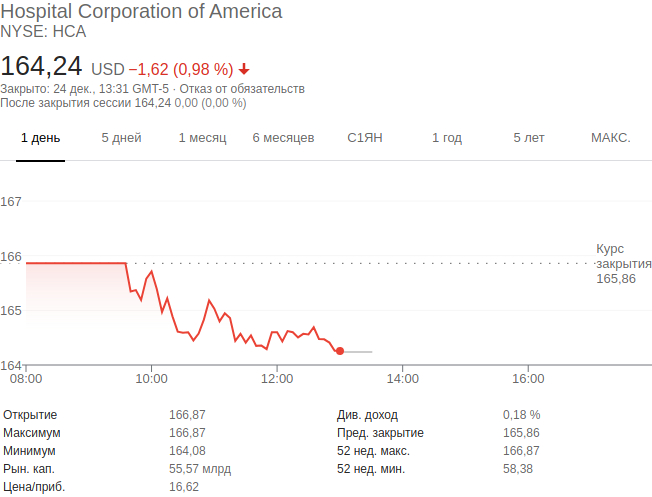 Hospital Corporation of America
NYSE: HCA
164,24 USD −1,62 (0,98 %)
Закрыто: 24 дек., 13:31 GMT-5 · Отказ от обязательств
После закрытия сессии 164,24 0,00 (0,00 %)
1 день 5 дней 1 месяц 6 месяцев С1ЯН 1 год 5 лет МАКС.
167
166
165
164
Курс
закрытия
165,86
08:00 10:00 12:00 14:00 16:00
Открытие 166,87 Див. доход 0,18 %
Максимум 166,87 Пред. закрытие 165,86
Минимум 164,08 52 нед. макс. 166,87
Рын. кап. 55,57 млрд 52 нед. мин. 58,38
Цена/приб. 16,62